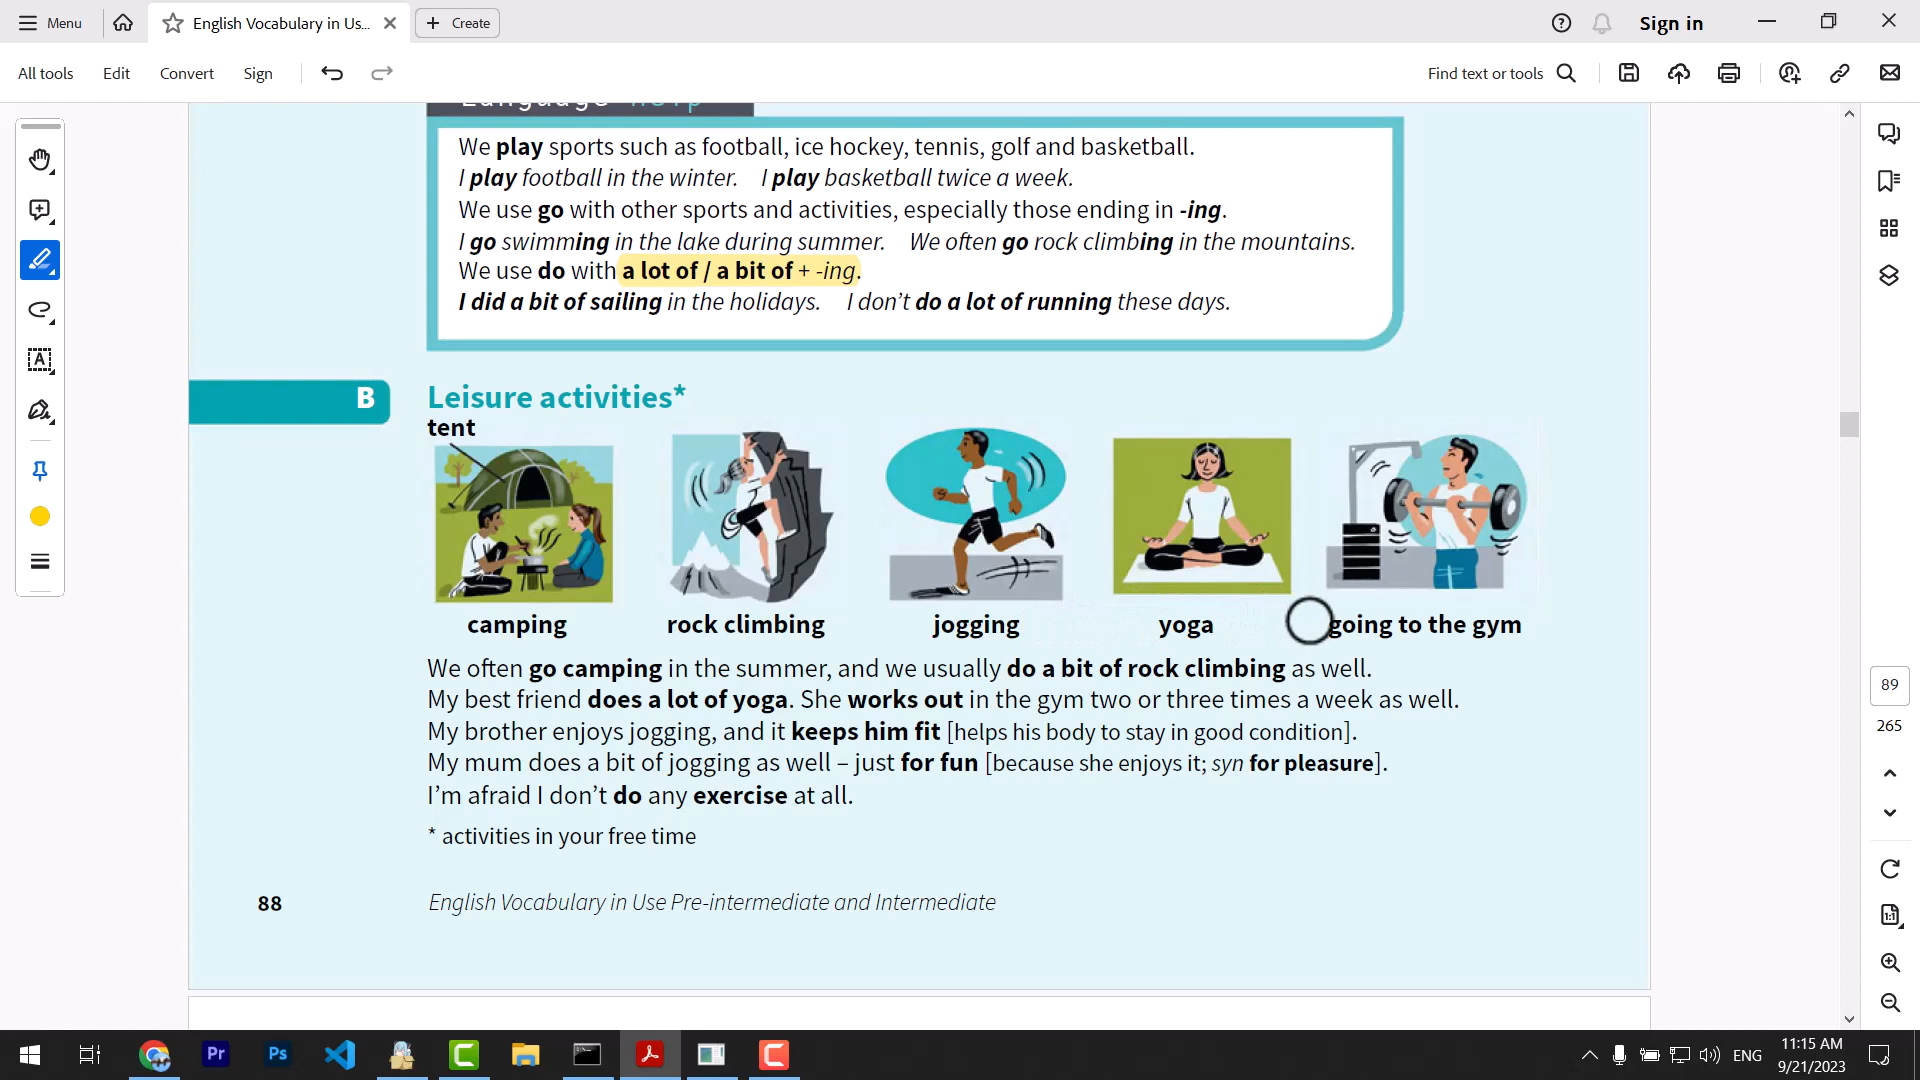 Menu
English Vocabulary in Us...
Create
Sign in
All tools
Edit
Convert
Sign
Find text or tools
Language help
We play sports such as football, ice hockey, tennis, golf and basketball.
I play football in the winter. I play basketball twice a week.
We use go with other sports and activities, especially those ending in -ing.
I go swimming in the lake during summer. We often go rock climbing in the mountains.
We use do with a lot of / a bit of + -ing.
I did a bit of sailing in the holidays. I don't do a lot of running these days.
B
Leisure activities*
tent
camping
rock climbing
jogging
yoga
going to the gym
We often go camping in the summer, and we usually do a bit of rock climbing as well.
My best friend does a lot of yoga. She works out in the gym two or three times a week as well.
My brother enjoys jogging, and it keeps him fit [helps his body to stay in good condition].
My mum does a bit of jogging as well – just for fun [because she enjoys it; syn for pleasure].
I'm afraid I don't do any exercise at all.
* activities in your free time
88
English Vocabulary in Use Pre-intermediate and Intermediate
89
265
Pr
Ps
ENG
11:15 AM
9/21/2023